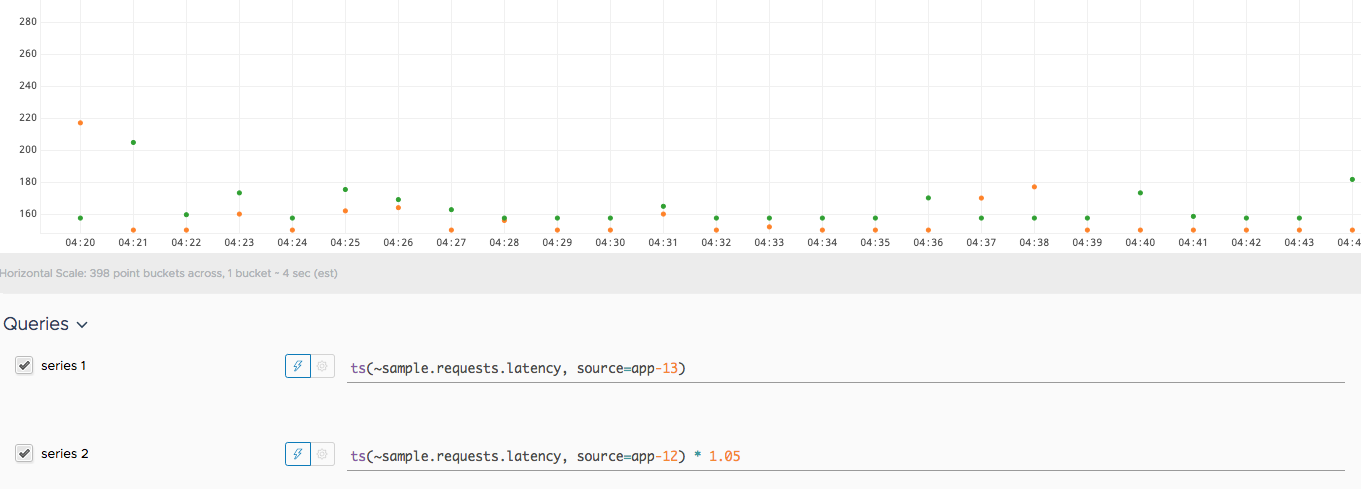 280
260
240
220
200
180
160
04:20 04:21 04:22 04:23 04:24 04:25 04:26 04:27 04:28 04:29 04:30 04:31 04:32 04:33 04:34 04:35 04:36 04:37 04:38 04:39 04:40 04:41 04:42 04:43 04:4
Horizontal Scale: 398 point buckets across, 1 bucket ~ 4 sec (est)
Queries
series 1 ts(~sample.requests.latency, source=app-13)
series 2 ts(~sample.requests.latency, source=app-12) * 1.05